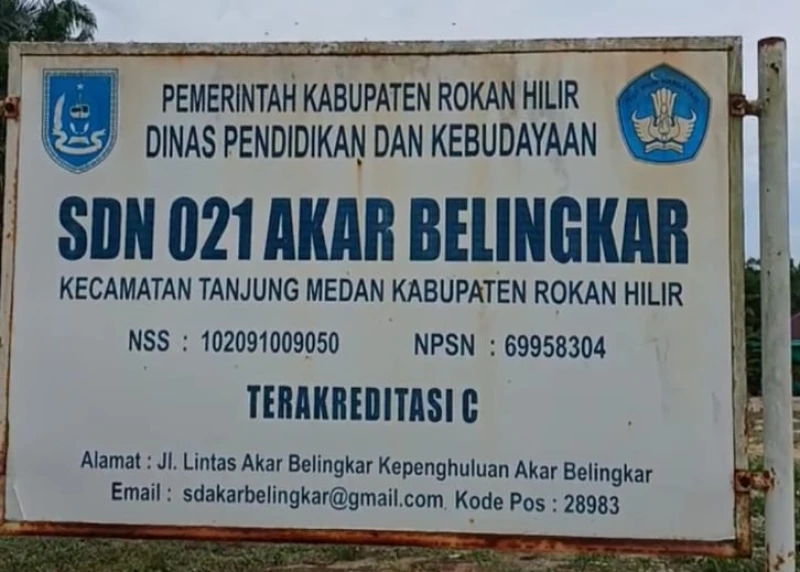 PEMERINTAH KABUPATEN ROKAN HILIR
DINAS PENDIDIKAN DAN KEBUDAYAAN
SDN 021 AKAR BELINGKAR
KECAMATAN TANJUNG MEDAN KABUPATEN ROKAN HILIR
NSS : 102091009050 NPSN : 69958304
TERAKREDITASI C
Alamat : Jl. Lintas Akar Belingkar Kepenghuluan Akar Belingkar
Email : sdakarbelingkar@gmail.com Kode Pos : 28983